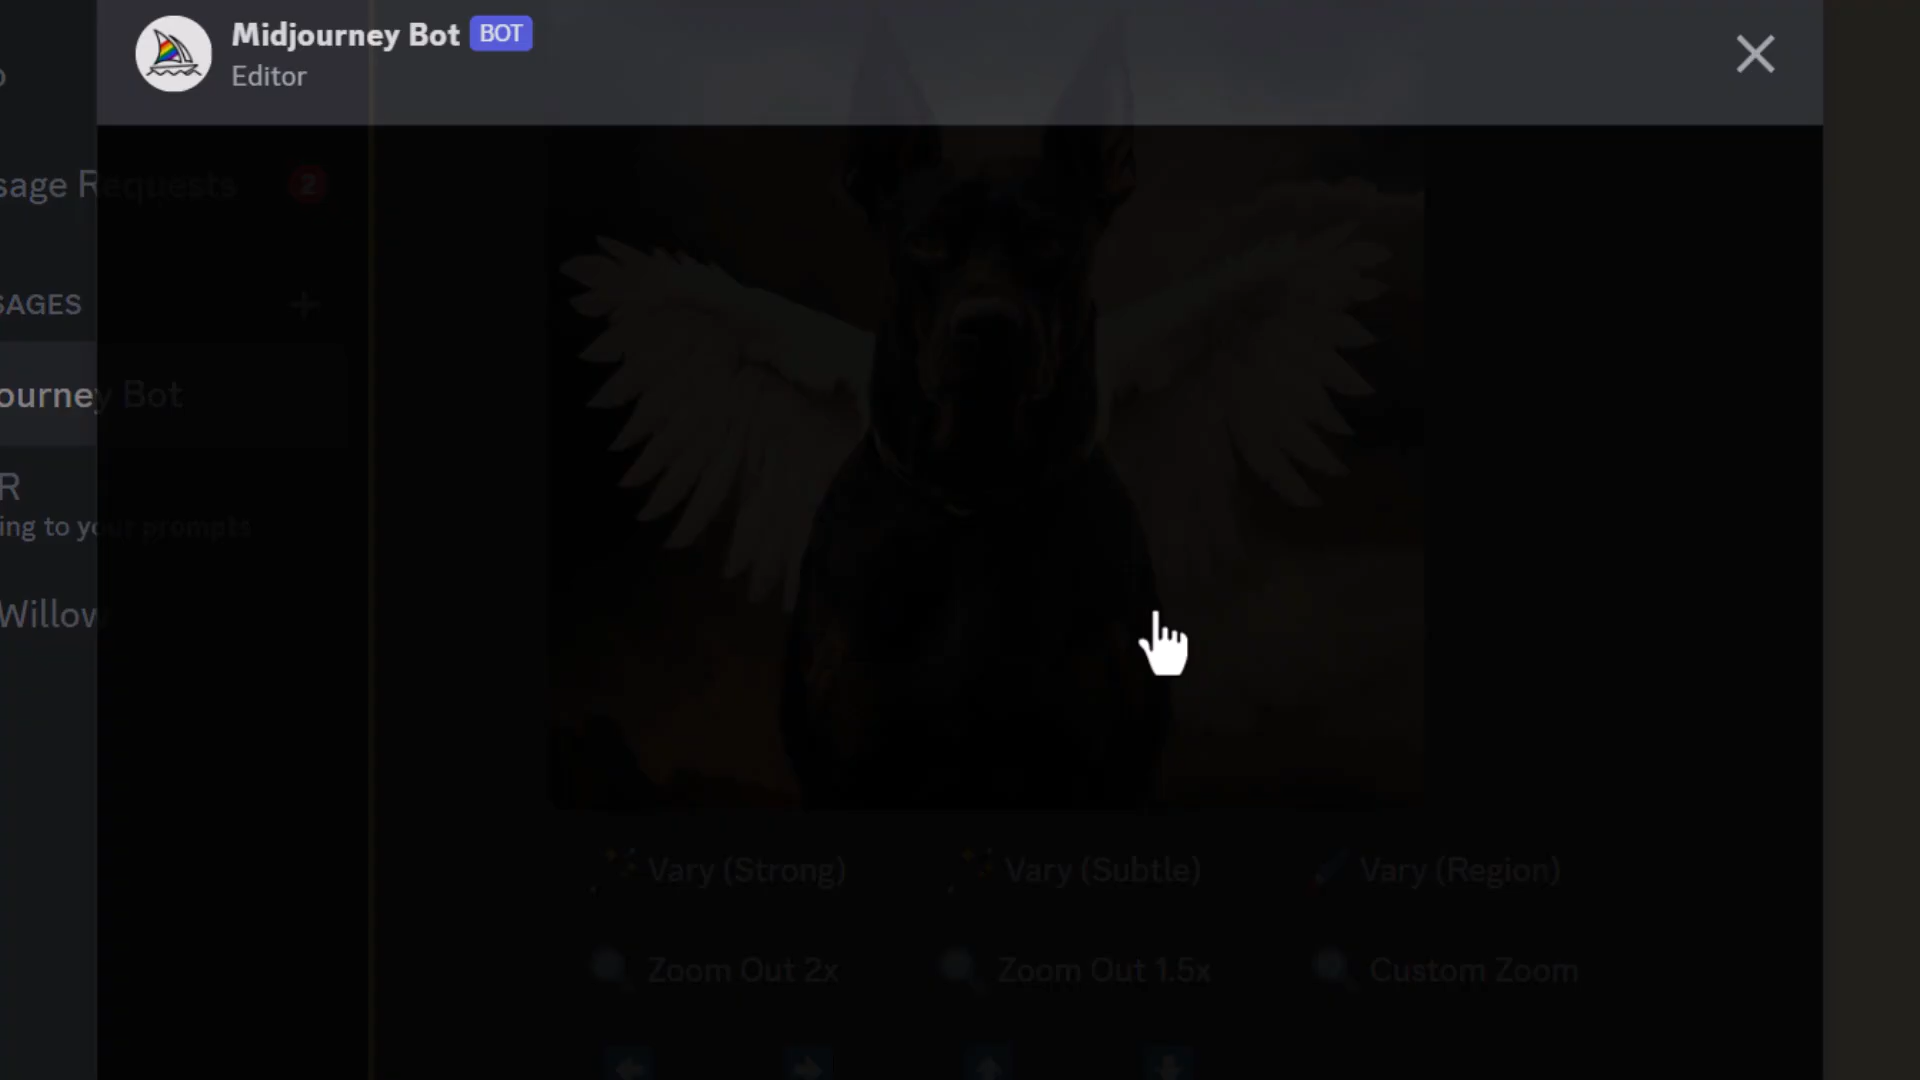 Midjourney Bot BOT
Editor
sage Requests 2
SAGES
ourney Bot
R
ing to your prompts
Willow
Vary (Strong) Vary (Subtle) Vary (Region)
Zoom Out 2x Zoom Out 1.5x Custom Zoom